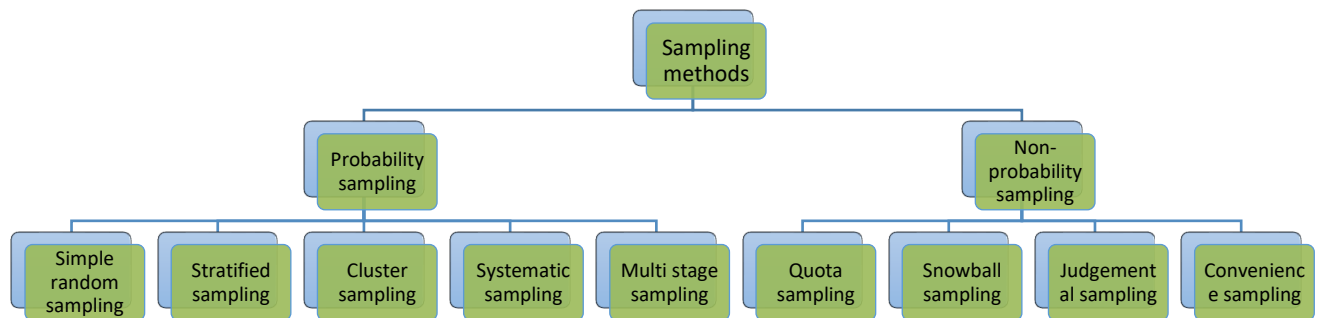 Sampling
methods
Probability
sampling
Non-
probability
sampling
Simple
random
sampling
Stratified
sampling
Cluster
sampling
Systematic
sampling
Multi stage
sampling
Quota
sampling
Snowball
sampling
Judgement
al sampling
Convenienc
e sampling